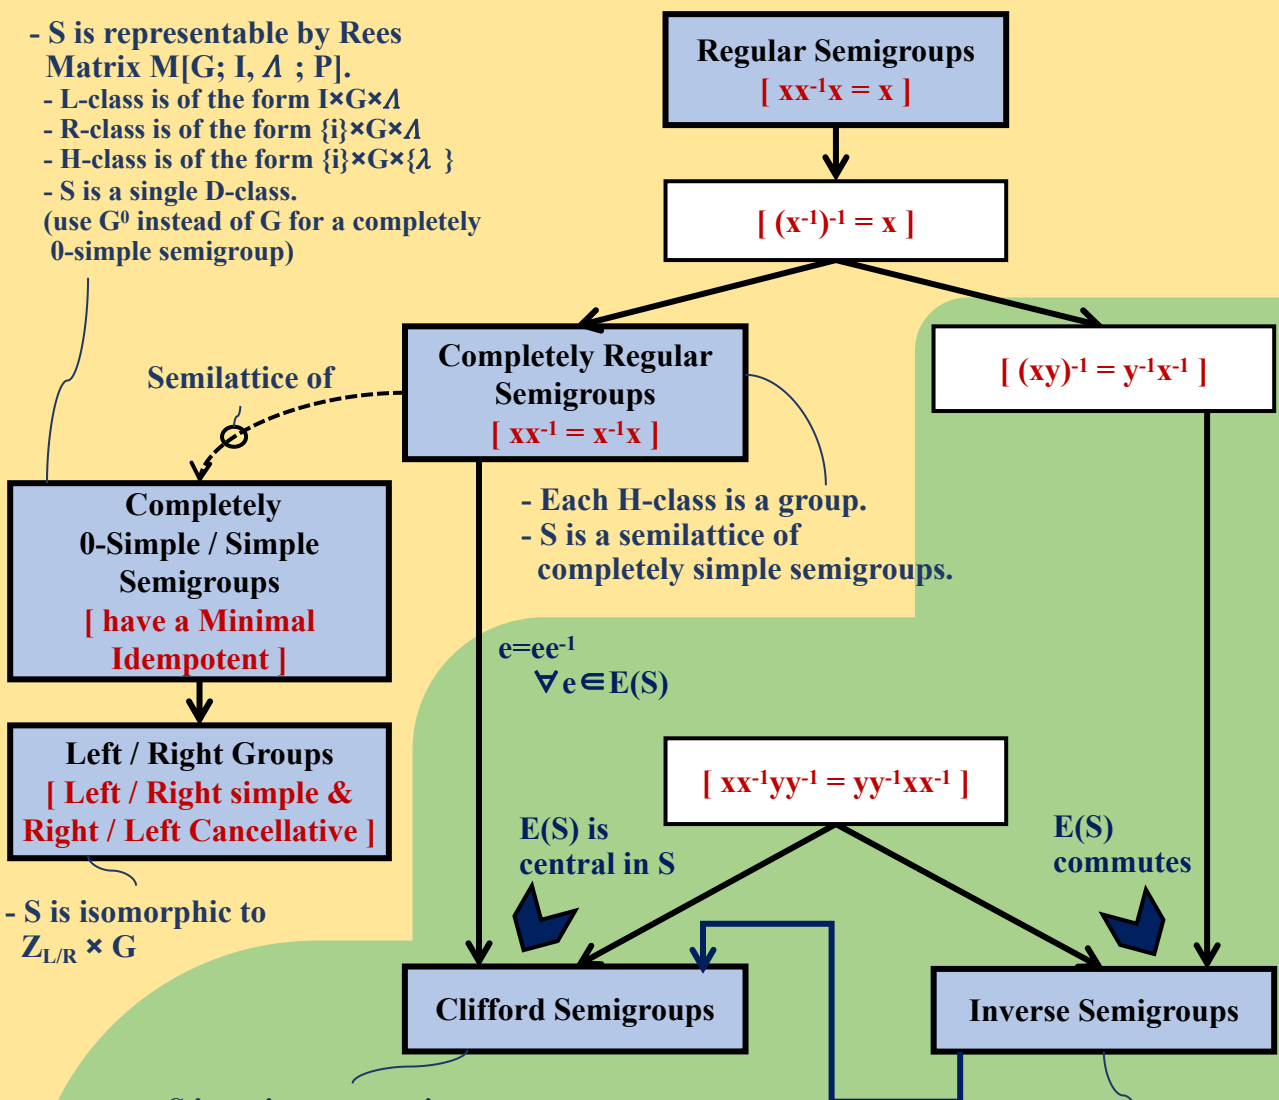 - S is representable by Rees
Matrix M[G; I, Λ ; P].
- L-class is of the form I×G×Λ
- R-class is of the form {i}×G×Λ
- H-class is of the form {i}×G×{λ }
- S is a single D-class.
(use G⁰ instead of G for a completely
0-simple semigroup)
Regular Semigroups
[ xx⁻¹x = x ]
[ (x⁻¹)⁻¹ = x ]
Semilattice of
Completely Regular
Semigroups
[ xx⁻¹ = x⁻¹x ]
[ (xy)⁻¹ = y⁻¹x⁻¹ ]
- Each H-class is a group.
- S is a semilattice of
completely simple semigroups.
Completely
0-Simple / Simple
Semigroups
[ have a Minimal
Idempotent ]
e=ee⁻¹
∀e∈E(S)
Left / Right Groups
[ Left / Right simple &
Right / Left Cancellative ]
- S is isomorphic to
Z_{L/R} × G
[ xx⁻¹yy⁻¹ = yy⁻¹xx⁻¹ ]
E(S) is
central in S
E(S)
commutes
Clifford Semigroups
Inverse Semigroups